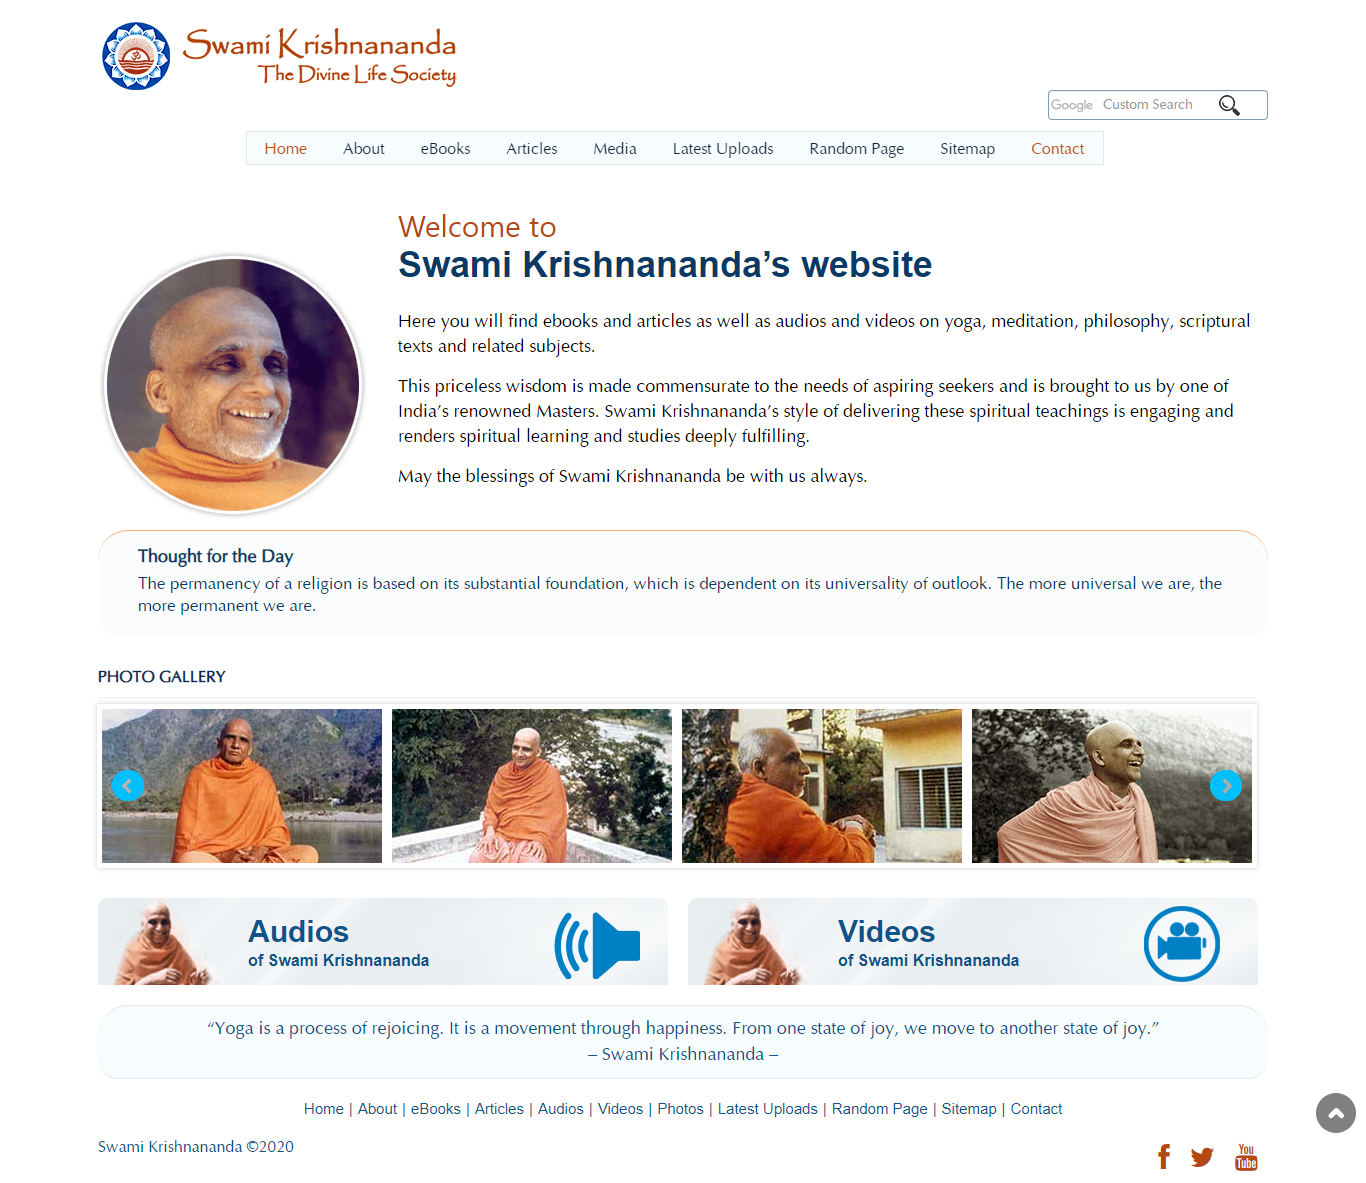 Swami Krishnananda
The Divine Life Society
Google Custom Search
Home About eBooks Articles Media Latest Uploads Random Page Sitemap Contact
Welcome to
Swami Krishnananda’s website
Here you will find ebooks and articles as well as audios and videos on yoga, meditation, philosophy, scriptural
texts and related subjects.
This priceless wisdom is made commensurate to the needs of aspiring seekers and is brought to us by one of
India’s renowned Masters. Swami Krishnananda’s style of delivering these spiritual teachings is engaging and
renders spiritual learning and studies deeply fulfilling.
May the blessings of Swami Krishnananda be with us always.
Thought for the Day
The permanency of a religion is based on its substantial foundation, which is dependent on its universality of outlook. The more universal we are, the
more permanent we are.
PHOTO GALLERY
Audios
of Swami Krishnananda
Videos
of Swami Krishnananda
“Yoga is a process of rejoicing. It is a movement through happiness. From one state of joy, we move to another state of joy.”
– Swami Krishnananda –
Home | About | eBooks | Articles | Audios | Videos | Photos | Latest Uploads | Random Page | Sitemap | Contact
Swami Krishnananda ©2020
You
Tube